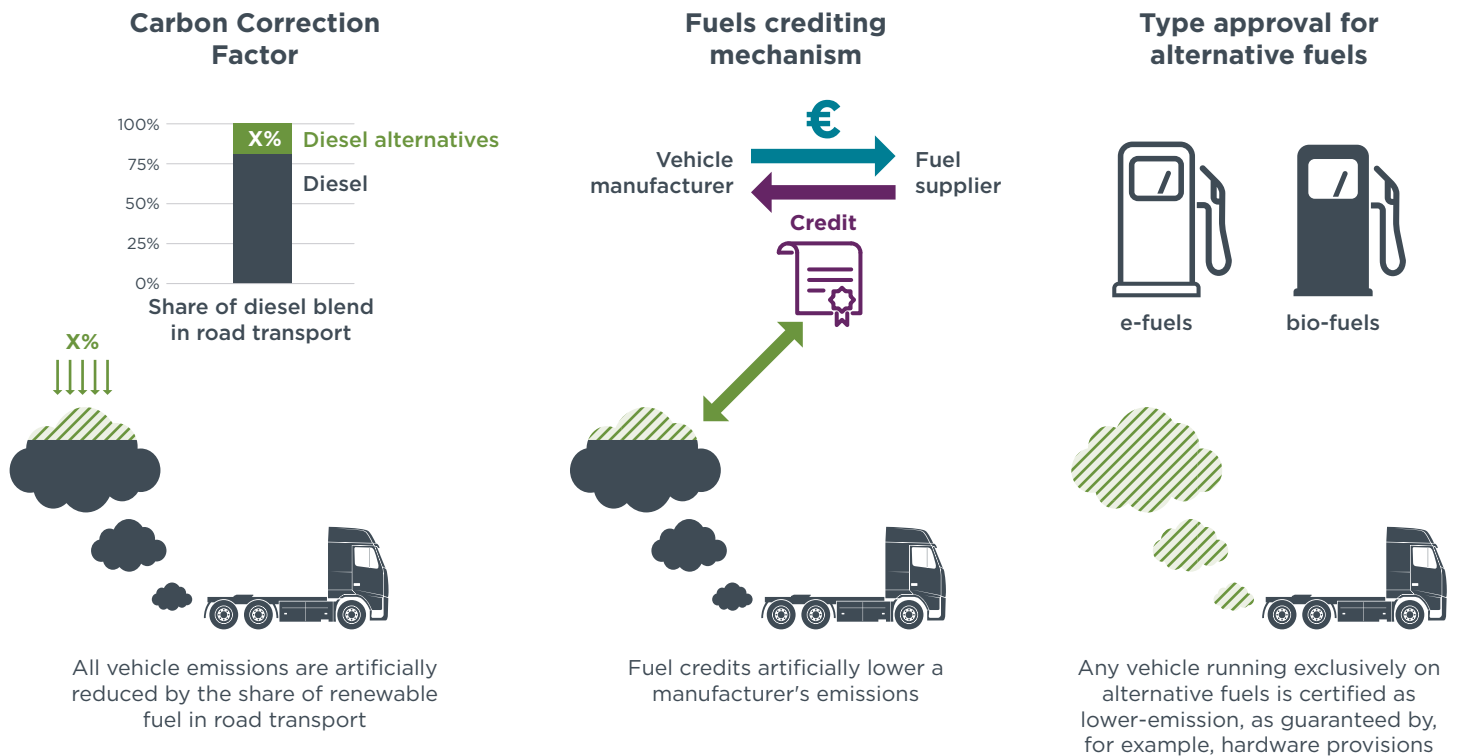 Carbon Correction
Factor
100%
75%
50%
25%
0%
X%
Diesel alternatives
Diesel
Share of diesel blend
in road transport
X%
All vehicle emissions are artificially
reduced by the share of renewable
fuel in road transport
Fuels crediting
mechanism
€
Vehicle
manufacturer
Fuel
supplier
Credit
Fuel credits artificially lower a
manufacturer's emissions
Type approval for
alternative fuels
e-fuels
bio-fuels
Any vehicle running exclusively on
alternative fuels is certified as
lower-emission, as guaranteed by,
for example, hardware provisions